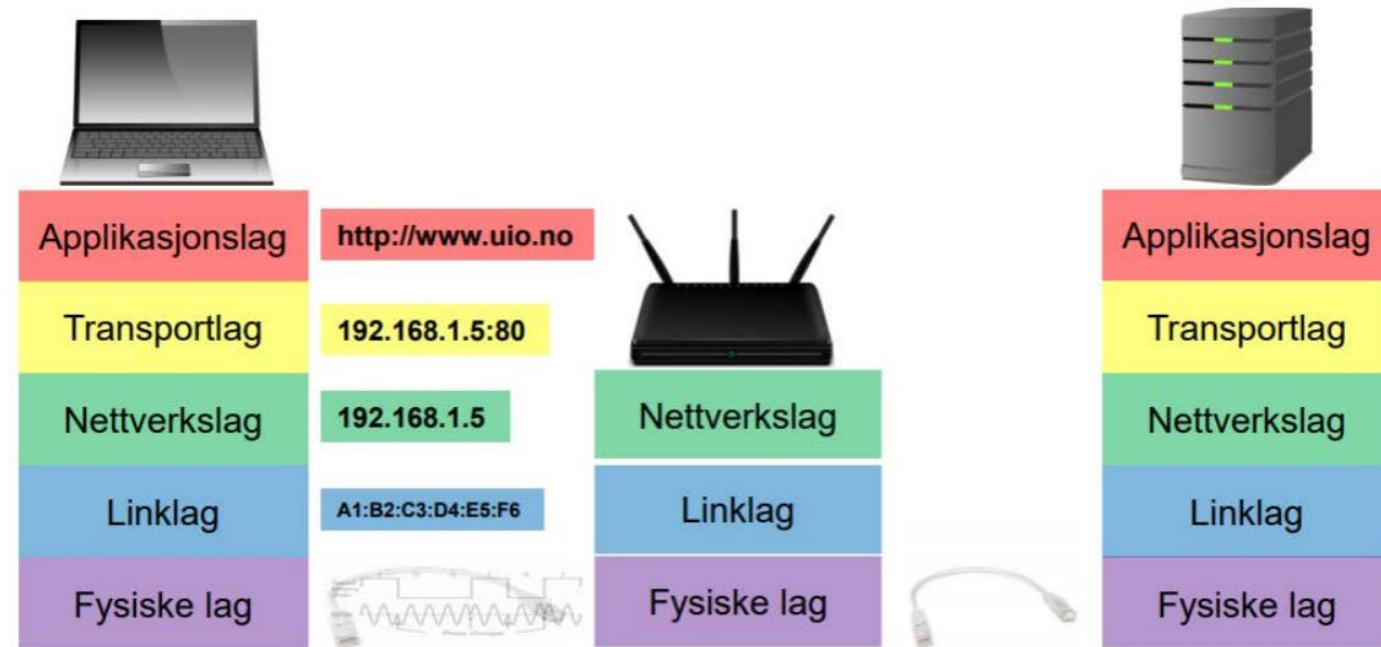 Applikasjonslag
http://www.uio.no
Applikasjonslag
Transportlag
192.168.1.5:80
Transportlag
Nettverkslag
192.168.1.5
Nettverkslag
Nettverkslag
Linklag
A1:B2:C3:D4:E5:F6
Linklag
Linklag
Fysiske lag
Fysiske lag
Fysiske lag